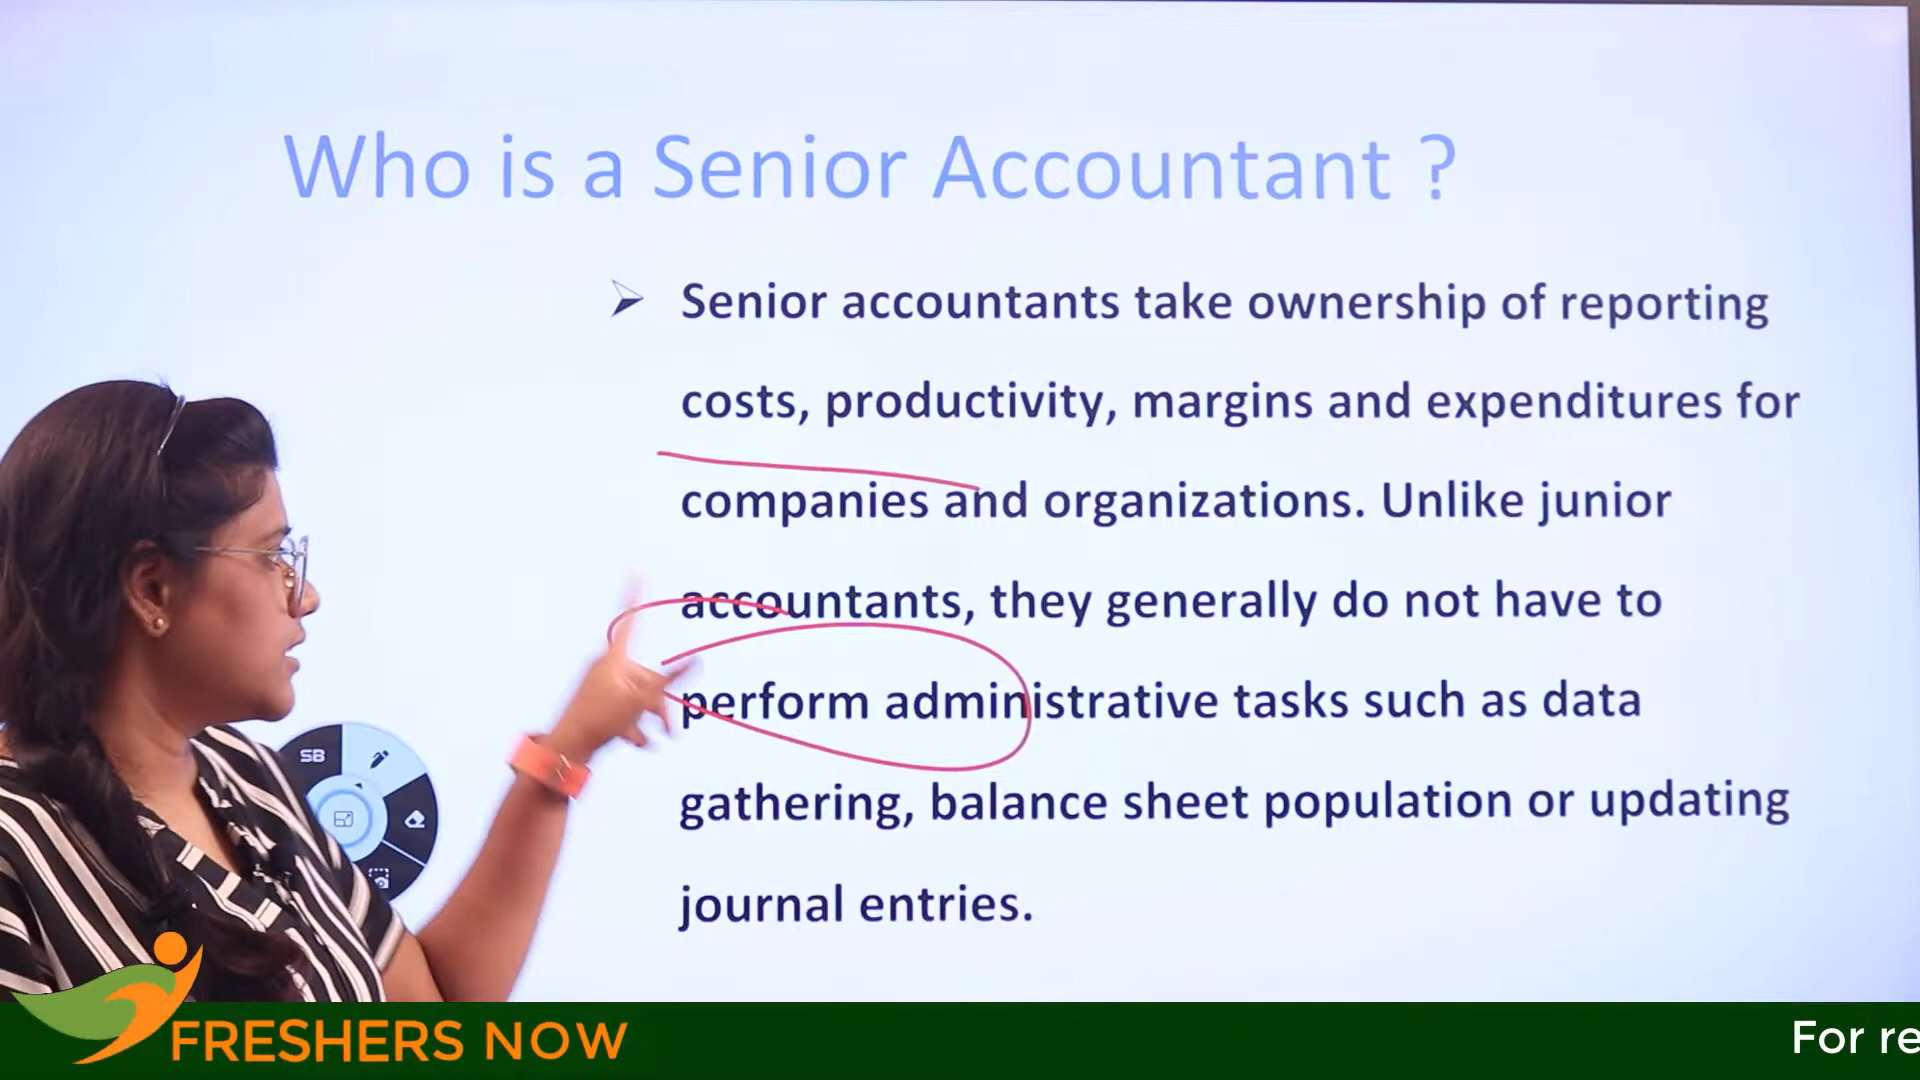 Who is a Senior Accountant ?
➢ Senior accountants take ownership of reporting
costs, productivity, margins and expenditures for
companies and organizations. Unlike junior
accountants, they generally do not have to
perform administrative tasks such as data
gathering, balance sheet population or updating
journal entries.
SB
FRESHERS NOW
For re